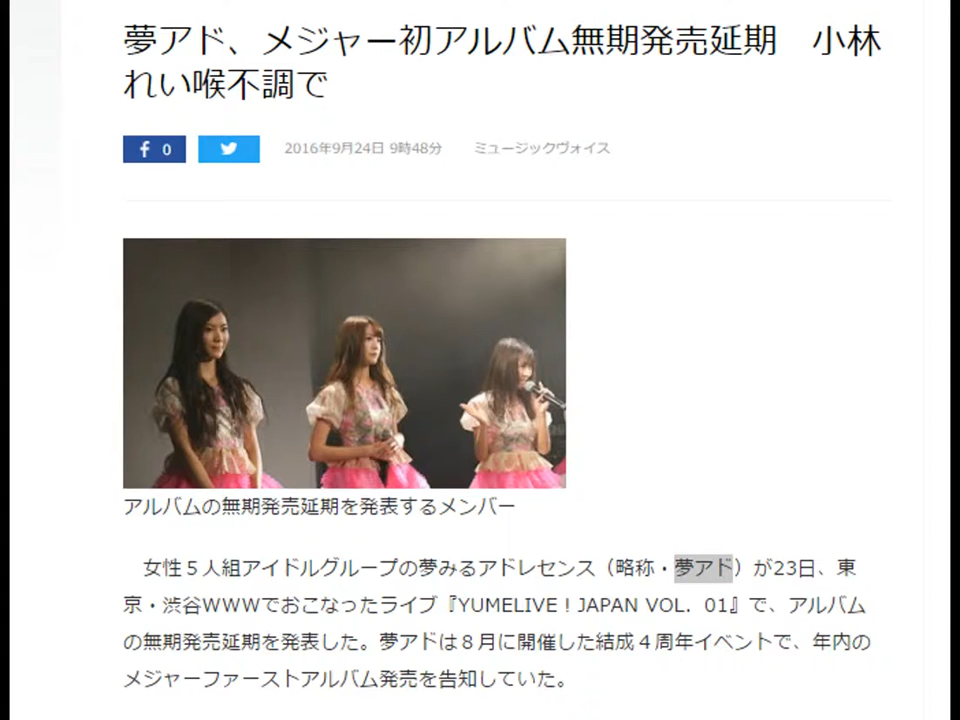 夢アド、メジャー初アルバム無期発売延期　小林
れい喉不調で
f 0
2016年9月24日 9時48分
ミュージックヴォイス
アルバムの無期発売延期を発表するメンバー
女性５人組アイドルグループの夢みるアドレセンス（略称・夢アド）が23日、東
京・渋谷WWWでおこなったライブ『YUMELIVE！JAPAN VOL．01』で、アルバム
の無期発売延期を発表した。夢アドは８月に開催した結成４周年イベントで、年内の
メジャーファーストアルバム発売を告知していた。